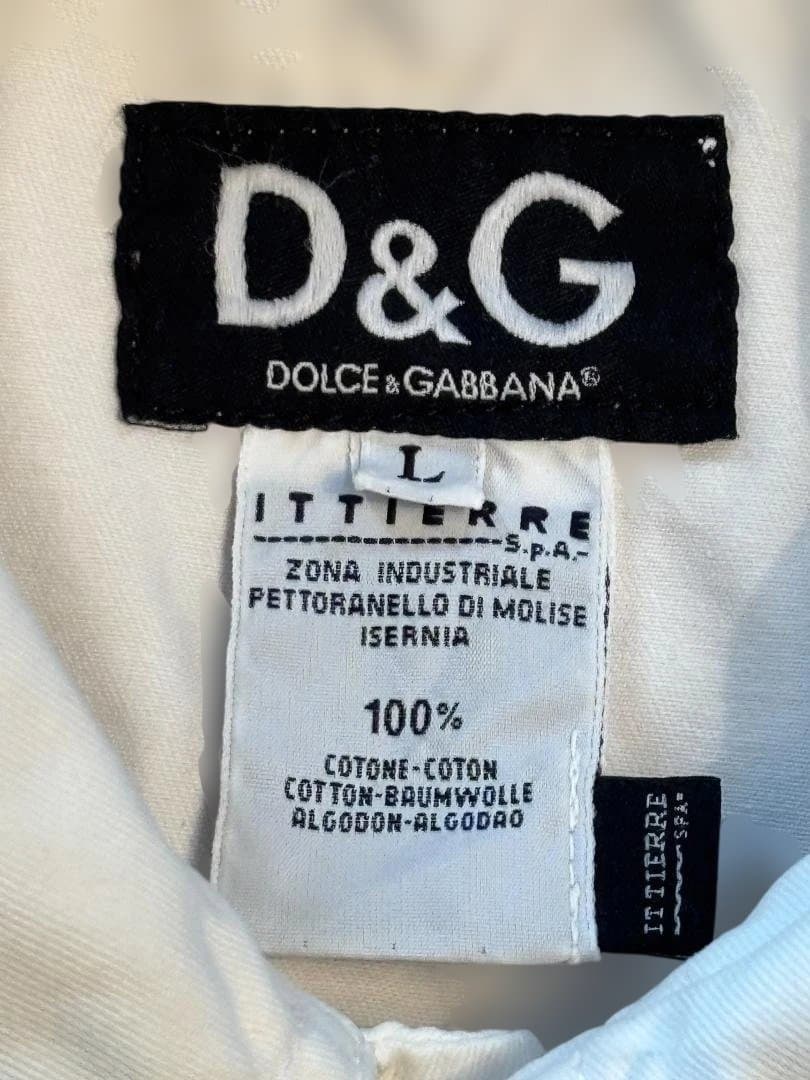 D&G
DOLCE & GABBANA®
L
ITTIERRE
S.p.A.
ZONA INDUSTRIALE
PETTORANELLO DI MOLISE
ISERNIA
100%
COTONE-COTON
COTTON-BAUMWOLLE
ALGODON-ALGODAO
ITTIERRE
SPA